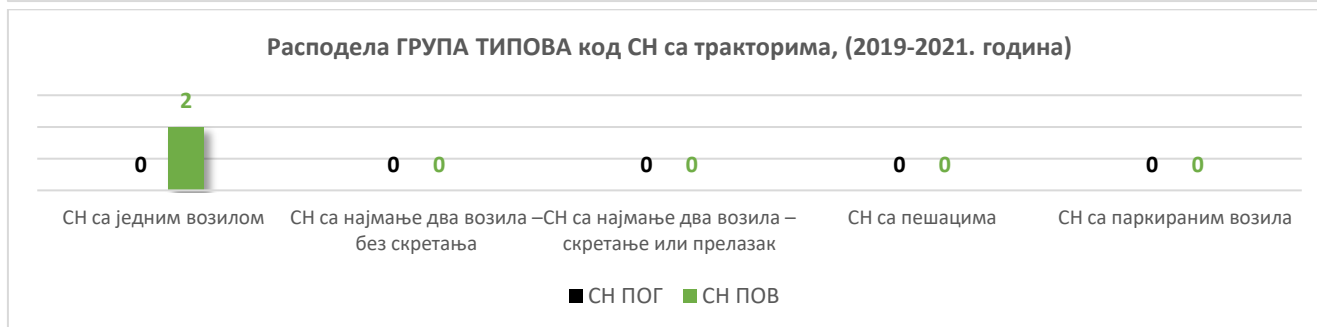 Расподела ГРУПА ТИПОВА код СН са тракторима, (2019-2021. година)
2
0 0 0 0 0 0 0 0 0
СН са једним возилом
СН са најмање два возила –
без скретања
СН са најмање два возила –
скретање или прелазак
СН са пешацима
СН са паркираним возила
СН ПОГ СН ПОВ